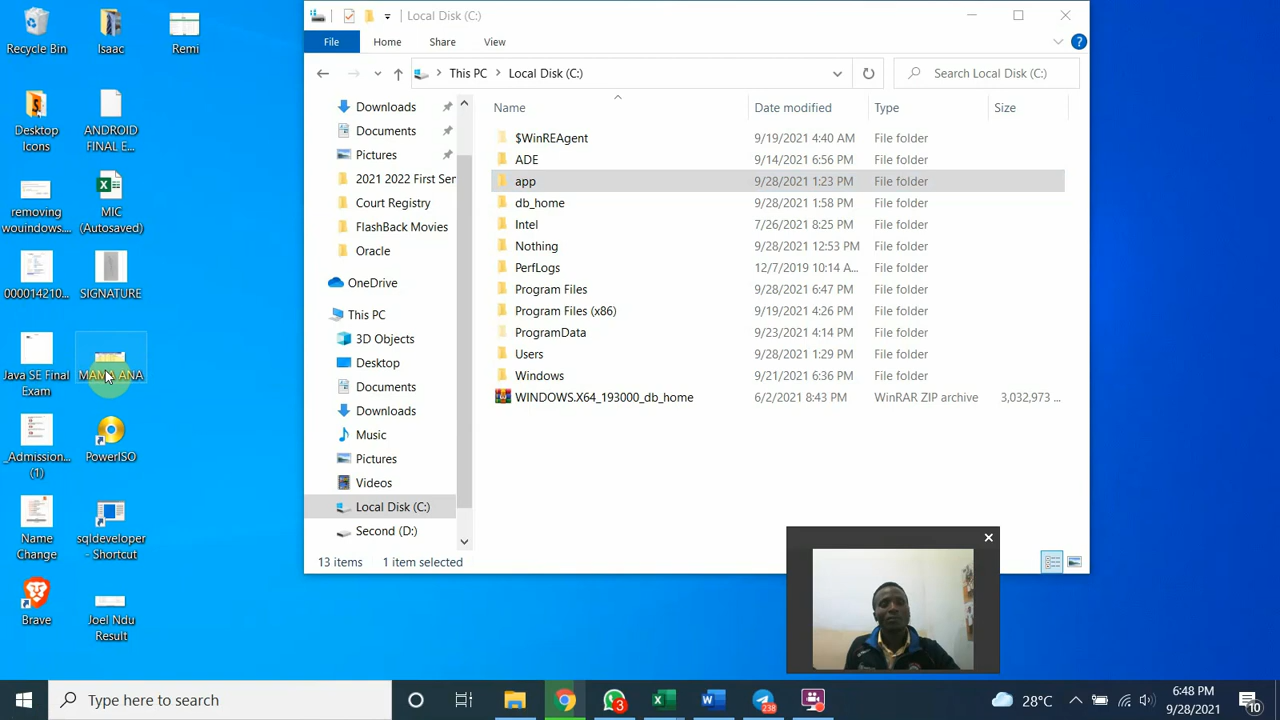 Recycle Bin
Isaac
Remi
Desktop
Icons
ANDROID
FINAL E...
removing
wouindows....
MIC
(Autosaved)
000014210...
SIGNATURE
Java SE Final
Exam
MAMA ANA
_Admission...
(1)
PowerISO
Name
Change
sqldeveloper
- Shortcut
Brave
Joel Ndu
Result
Local Disk (C:)
File
Home
Share
View
?
This PC
Local Disk (C:)
Search Local Disk (C:)
Downloads
Documents
Pictures
2021 2022 First Ser
Court Registry
FlashBack Movies
Oracle
OneDrive
This PC
3D Objects
Desktop
Documents
Downloads
Music
Pictures
Videos
Local Disk (C:)
Second (D:)
Name Date modified Type Size
$WinREAgent 9/19/2021 4:40 AM File folder
ADE 9/14/2021 6:56 PM File folder
app 9/28/2021 1:23 PM File folder
db_home 9/28/2021 1:58 PM File folder
Intel 7/26/2021 8:25 PM File folder
Nothing 9/28/2021 12:53 PM File folder
PerfLogs 12/7/2019 10:14 A... File folder
Program Files 9/28/2021 6:47 PM File folder
Program Files (x86) 9/19/2021 4:26 PM File folder
ProgramData 9/23/2021 4:14 PM File folder
Users 9/28/2021 1:29 PM File folder
Windows 9/21/2021 6:36 PM File folder
WINDOWS.X64_193000_db_home 6/2/2021 8:43 PM WinRAR ZIP archive 3,032,973 ...
13 items 1 item selected
Type here to search
3
238
28°C
6:48 PM
9/28/2021
10